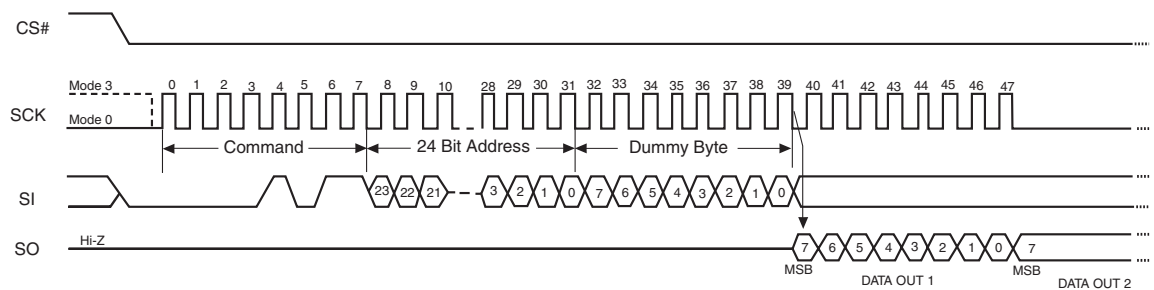 CS#
Mode 3
0 1 2 3 4 5 6 7 8 9 10 28 29 30 31 32 33 34 35 36 37 38 39 40 41 42 43 44 45 46 47
SCK
Mode 0
Command 24 Bit Address Dummy Byte
SI 23 22 21 3 2 1 0 7 6 5 4 3 2 1 0
SO Hi-Z 7 6 5 4 3 2 1 0 7
MSB DATA OUT 1 MSB DATA OUT 2